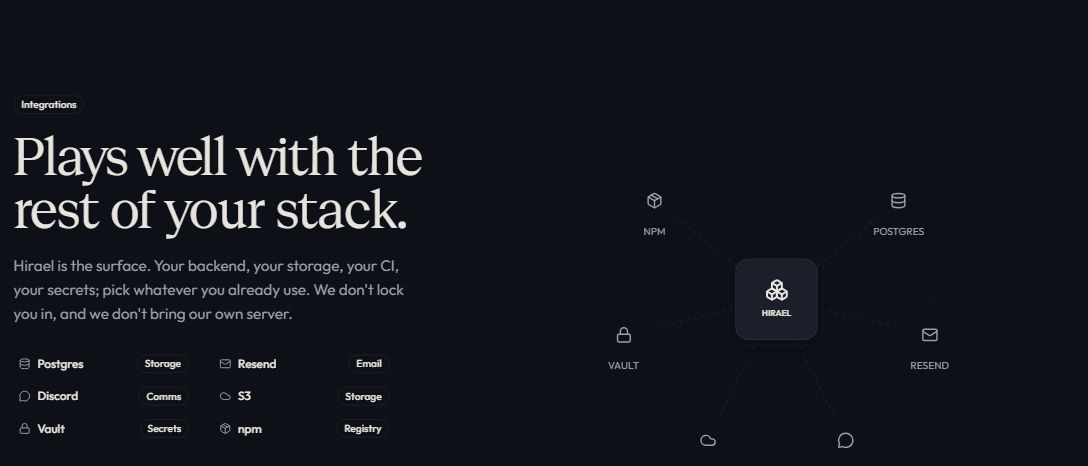 Integrations
Plays well with the
rest of your stack.
Hirael is the surface. Your backend, your storage, your CI,
your secrets; pick whatever you already use. We don't lock
you in, and we don't bring our own server.
Postgres Storage Resend Email
Discord Comms S3 Storage
Vault Secrets npm Registry
NPM POSTGRES
HIRAEL
VAULT RESEND